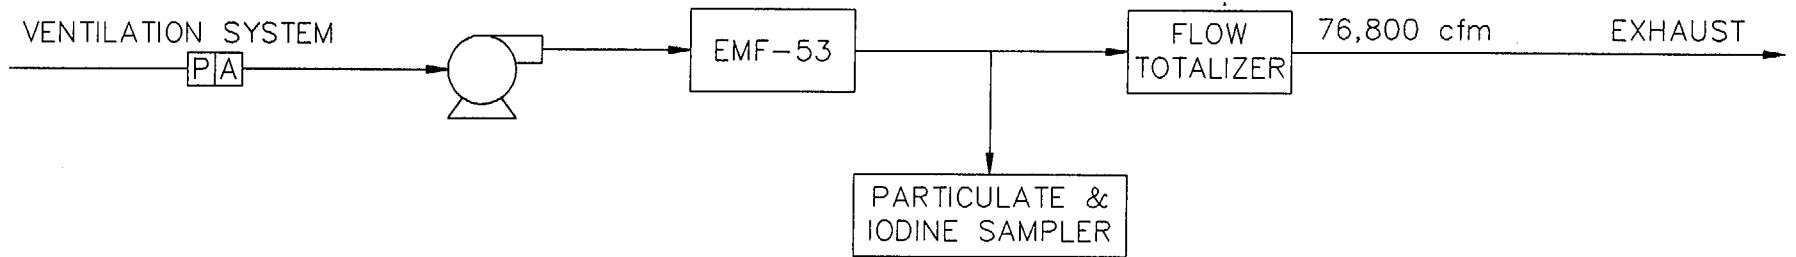 VENTILATION SYSTEM
P A
EMF-53
FLOW
TOTALIZER
76,800 cfm
EXHAUST
PARTICULATE &
IODINE SAMPLER